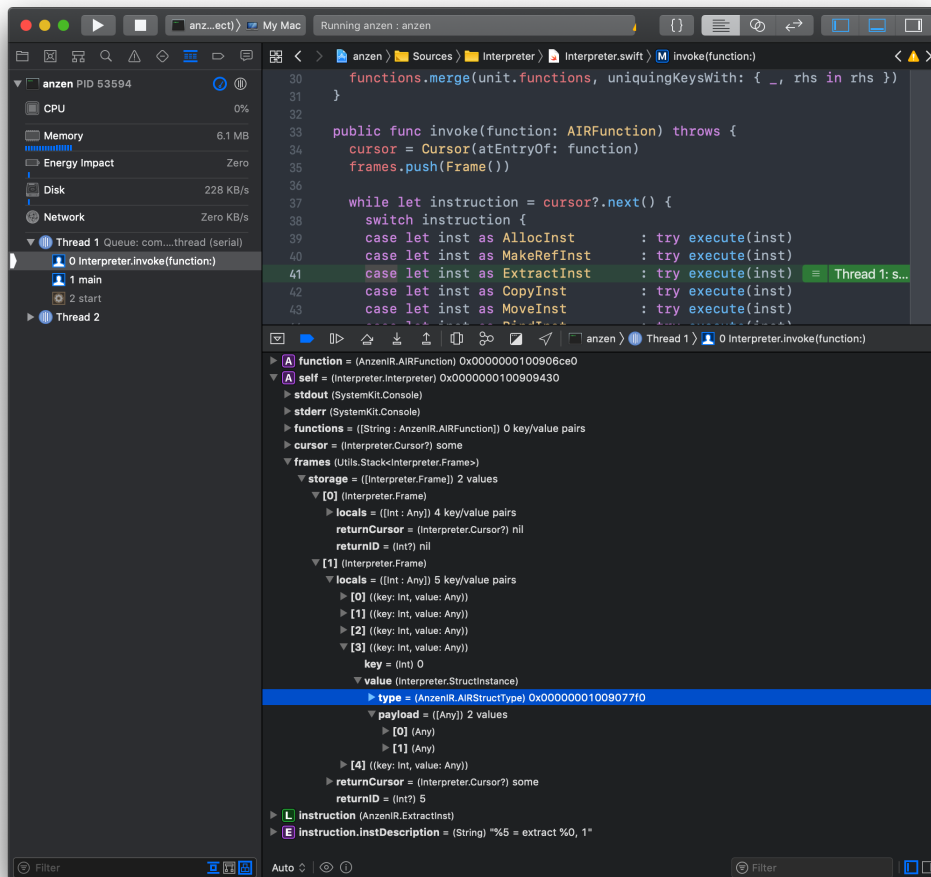 anz...ect) 〉 My Mac
Running anzen : anzen
anzen 〉 Sources 〉 Interpreter 〉 Interpreter.swift 〉 M invoke(function:)
anzen PID 53594
CPU 0%
Memory 6.1 MB
Energy Impact Zero
Disk 228 KB/s
Network Zero KB/s
Thread 1 Queue: com....thread (serial)
0 Interpreter.invoke(function:)
1 main
2 start
Thread 2
30 functions.merge(unit.functions, uniquingKeysWith: { _, rhs in rhs })
31 }
32
33 public func invoke(function: AIRFunction) throws {
34 cursor = Cursor(atEntryOf: function)
35 frames.push(Frame())
36
37 while let instruction = cursor?.next() {
38 switch instruction {
39 case let inst as AllocInst : try execute(inst)
40 case let inst as MakeRefInst : try execute(inst)
41 case let inst as ExtractInst : try execute(inst) = Thread 1: s...
42 case let inst as CopyInst : try execute(inst)
43 case let inst as MoveInst : try execute(inst)
anzen 〉 Thread 1 〉 0 Interpreter.invoke(function:)
A function = (AnzenIR.AIRFunction) 0x0000000100906ce0
A self = (Interpreter.Interpreter) 0x0000000100909430
stdout (SystemKit.Console)
stderr (SystemKit.Console)
functions = ([String : AnzenIR.AIRFunction]) 0 key/value pairs
cursor = (Interpreter.Cursor?) some
frames (Utils.Stack<Interpreter.Frame>)
storage = ([Interpreter.Frame]) 2 values
[0] (Interpreter.Frame)
locals = ([Int : Any]) 4 key/value pairs
returnCursor = (Interpreter.Cursor?) nil
returnID = (Int?) nil
[1] (Interpreter.Frame)
locals = ([Int : Any]) 5 key/value pairs
[0] ((key: Int, value: Any))
[1] ((key: Int, value: Any))
[2] ((key: Int, value: Any))
[3] ((key: Int, value: Any))
key = (Int) 0
value (Interpreter.StructInstance)
type = (AnzenIR.AIRStructType) 0x00000001009077f0
payload = ([Any]) 2 values
[0] (Any)
[1] (Any)
[4] ((key: Int, value: Any))
returnCursor = (Interpreter.Cursor?) some
returnID = (Int?) 5
L instruction (AnzenIR.ExtractInst)
E instruction.instDescription = (String) "%5 = extract %0, 1"
Filter
Auto
Filter